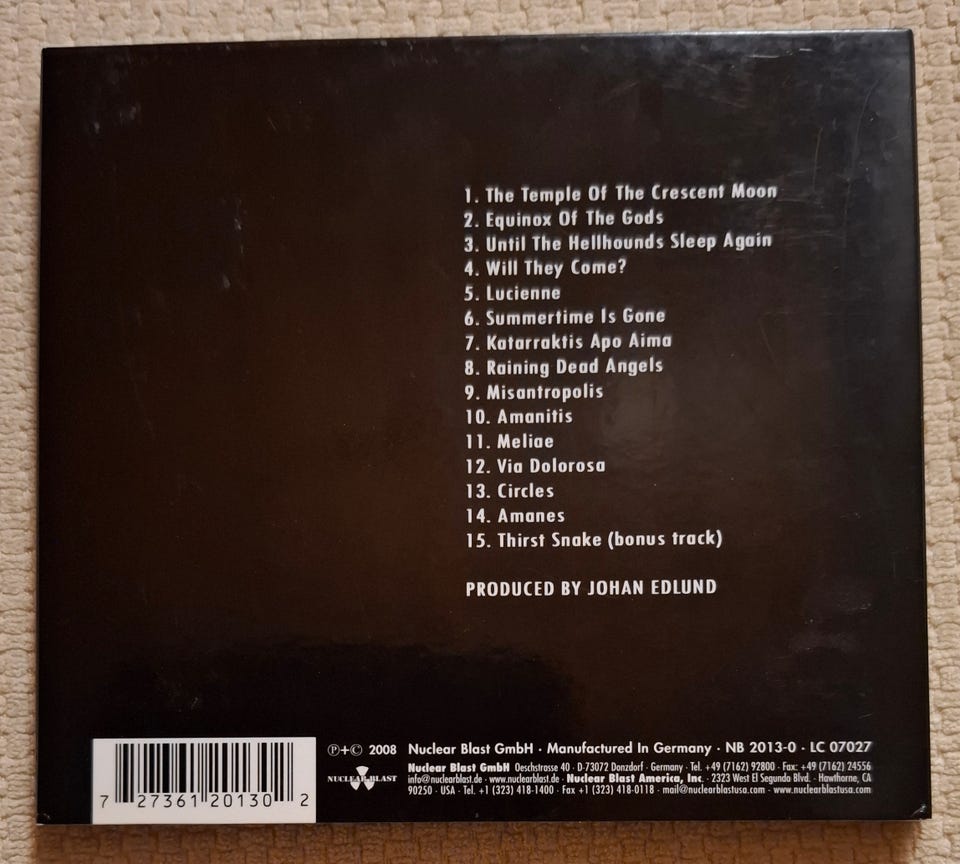 1. The Temple Of The Crescent Moon
2. Equinox Of The Gods
3. Until The Hellhounds Sleep Again
4. Will They Come?
5. Lucienne
6. Summertime Is Gone
7. Katarraktis Apo Aima
8. Raining Dead Angels
9. Misantropolis
10. Amanitis
11. Meliae
12. Via Dolorosa
13. Circles
14. Amanes
15. Thirst Snake (bonus track)
PRODUCED BY JOHAN EDLUND
7 27361 20130 2
NUCLEAR BLAST
℗+© 2008 Nuclear Blast GmbH · Manufactured In Germany · NB 2013-0 · LC 07027
Nuclear Blast GmbH Oeschstrosse 40 · D-73072 Donzdorf · Germany · Tel. +49 (7162) 92800 · Fax: +49 (7162) 24556
info@nuclearblast.de · www.nuclearblast.de · Nuclear Blast America, Inc. · 2323 West El Segundo Blvd. · Hawthorne, CA
90250 · USA · Tel. +1 (323) 418-1400 · Fax +1 (323) 418-0118 · mail@nuclearblastusa.com · www.nuclearblastusa.com